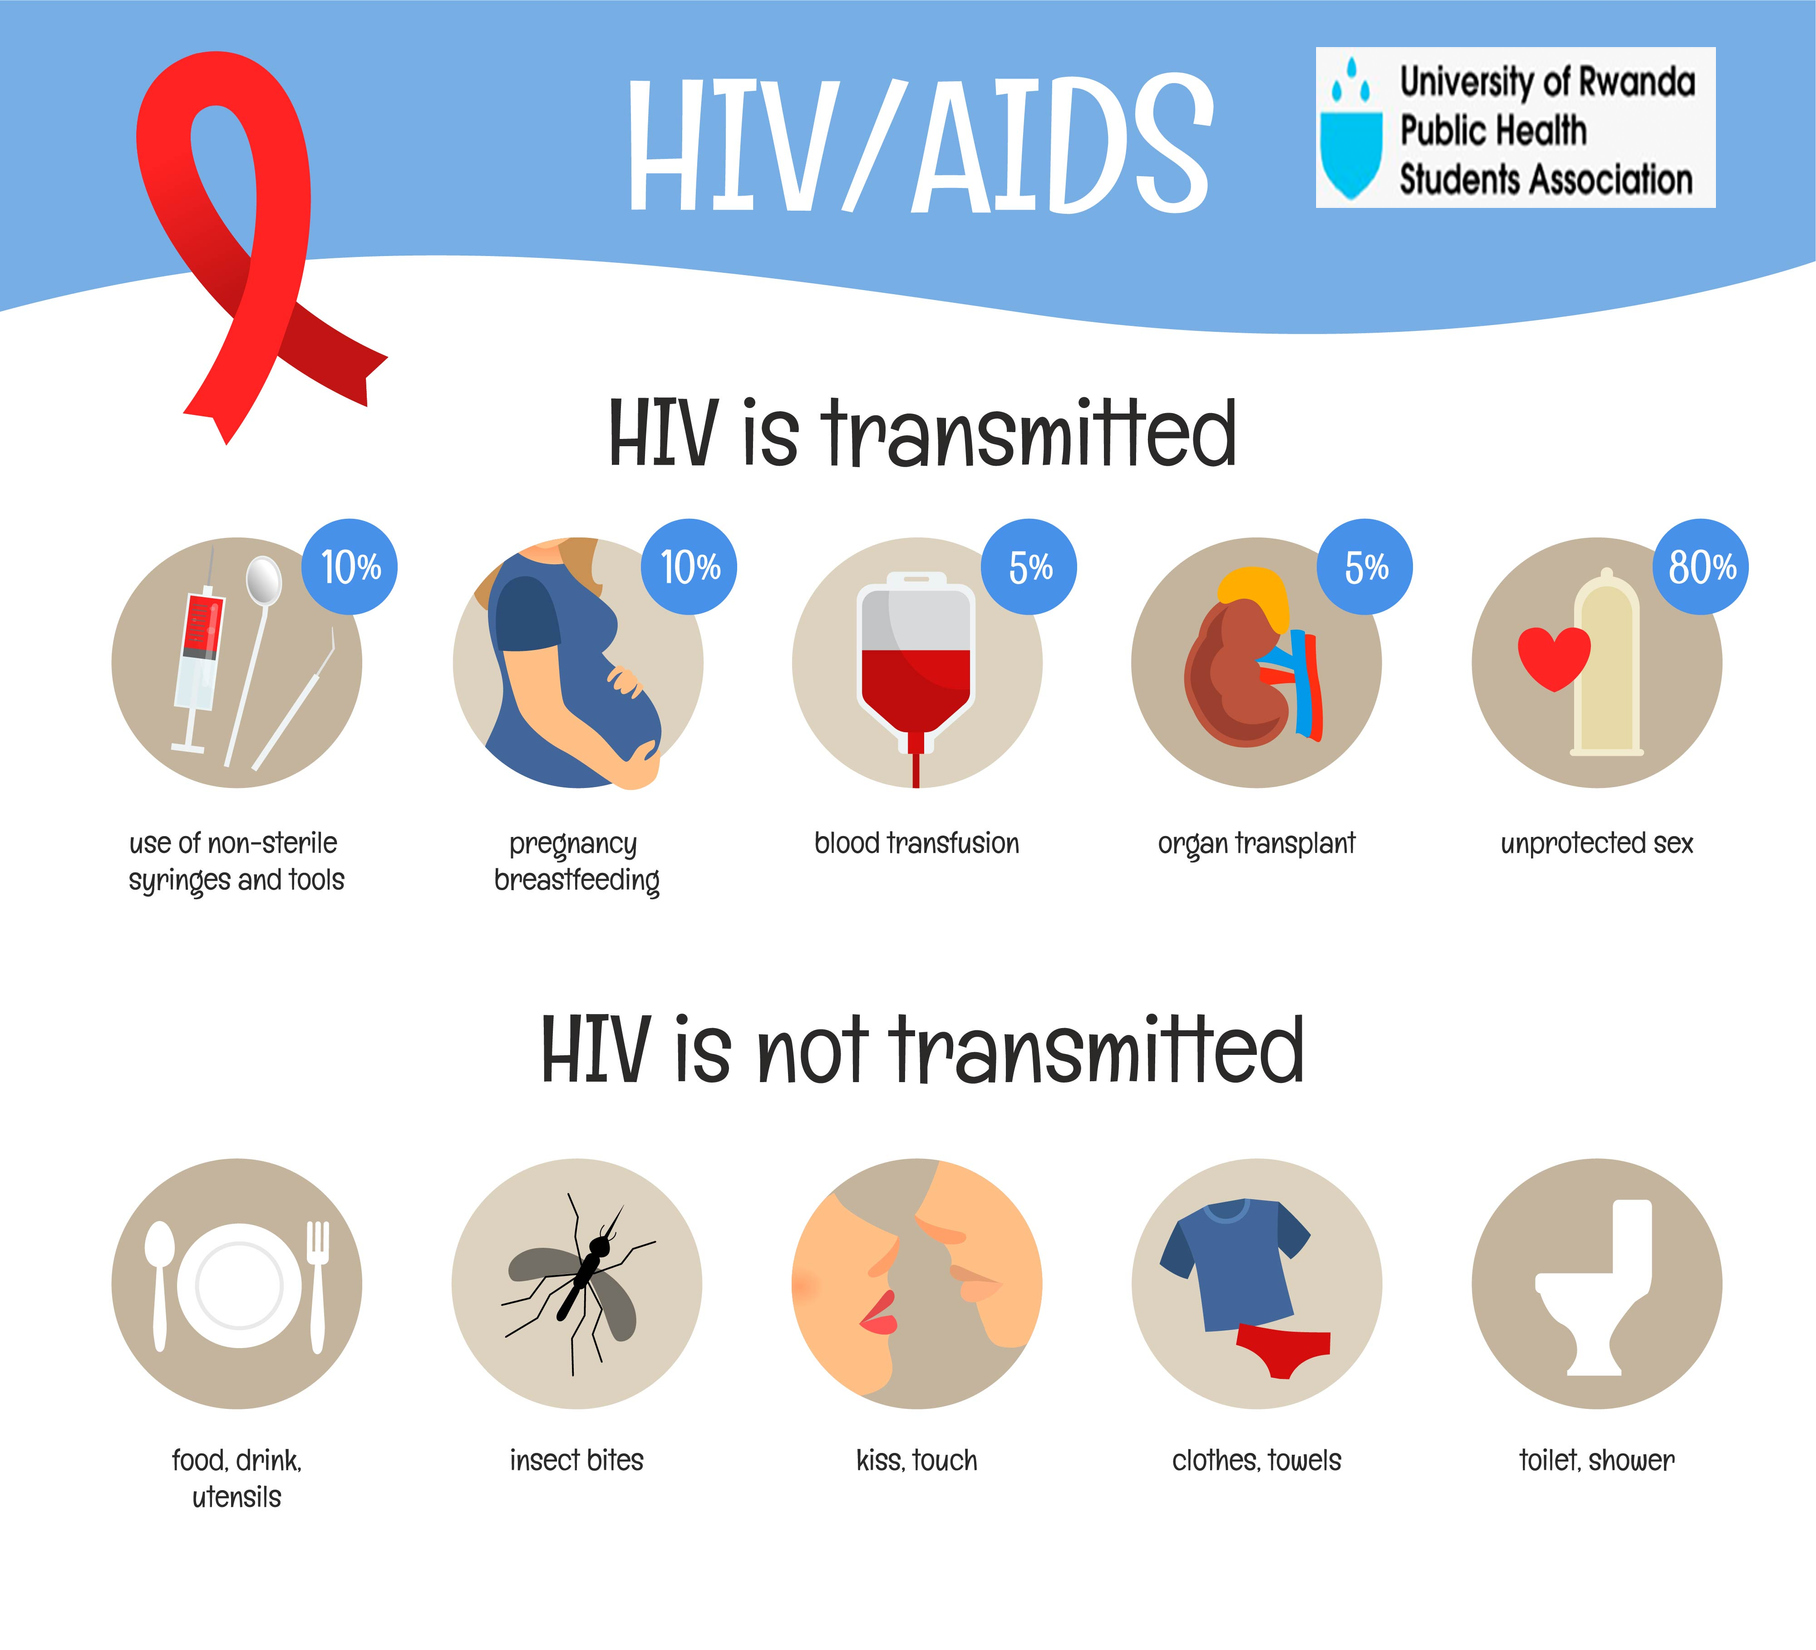 HIV/AIDS
University of Rwanda
Public Health
Students Association
HIV is transmitted
10%
10%
5%
5%
80%
use of non-sterile
syringes and tools
pregnancy
breastfeeding
blood transfusion
organ transplant
unprotected sex
HIV is not transmitted
food, drink,
utensils
insect bites
kiss, touch
clothes, towels
toilet, shower